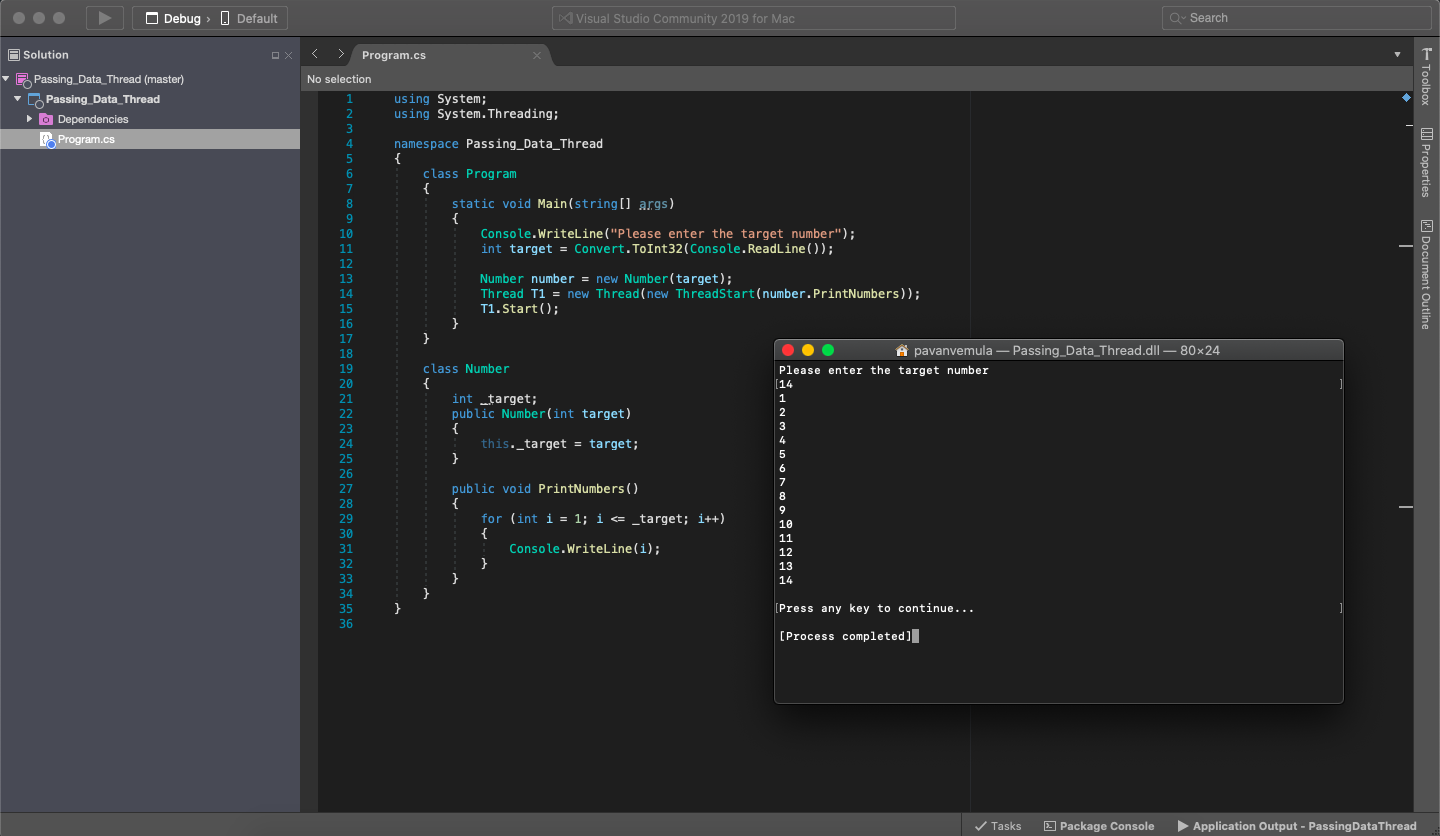 Debug › Default
Visual Studio Community 2019 for Mac
Search
Solution
Passing_Data_Thread (master)
Passing_Data_Thread
Dependencies
Program.cs
Program.cs
No selection
1 using System;
2 using System.Threading;
3
4 namespace Passing_Data_Thread
5 {
6 class Program
7 {
8 static void Main(string[] args)
9 {
10 Console.WriteLine("Please enter the target number");
11 int target = Convert.ToInt32(Console.ReadLine());
12
13 Number number = new Number(target);
14 Thread T1 = new Thread(new ThreadStart(number.PrintNumbers));
15 T1.Start();
16 }
17 }
18
19 class Number
20 {
21 int _target;
22 public Number(int target)
23 {
24 this._target = target;
25 }
26
27 public void PrintNumbers()
28 {
29 for (int i = 1; i <= _target; i++)
30 {
31 Console.WriteLine(i);
32 }
33 }
34 }
35 }
36
pavanvemula — Passing_Data_Thread.dll — 80×24
Please enter the target number
[14 ]
1
2
3
4
5
6
7
8
9
10
11
12
13
14
[Press any key to continue... ]
[Process completed]
Toolbox
Properties
Document Outline
Tasks
Package Console
Application Output - PassingDataThread